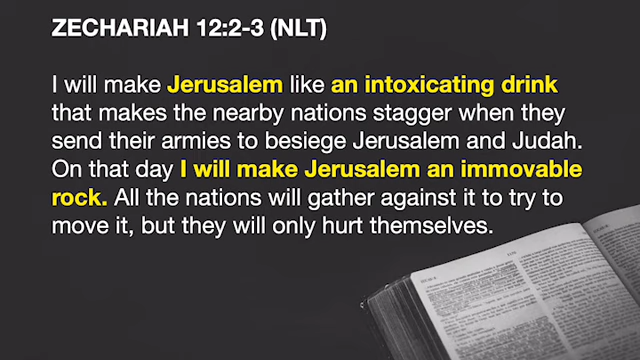 ZECHARIAH 12:2-3 (NLT)
I will make Jerusalem like an intoxicating drink
that makes the nearby nations stagger when they
send their armies to besiege Jerusalem and Judah.
On that day I will make Jerusalem an immovable
rock. All the nations will gather against it to try to
move it, but they will only hurt themselves.